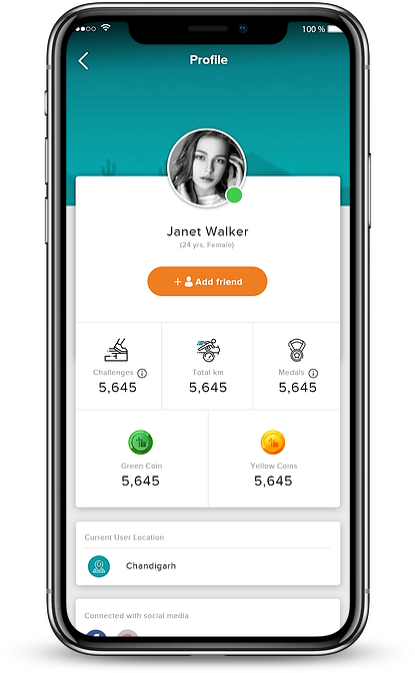 100 %
Profile
Janet Walker
(24 yrs, Female)
+ Add friend
Challenges
Total km
Medals
5,645
5,645
5,645
Green Coin
Yellow Coins
5,645
5,645
Current User Location
Chandigarh
Connected with social media